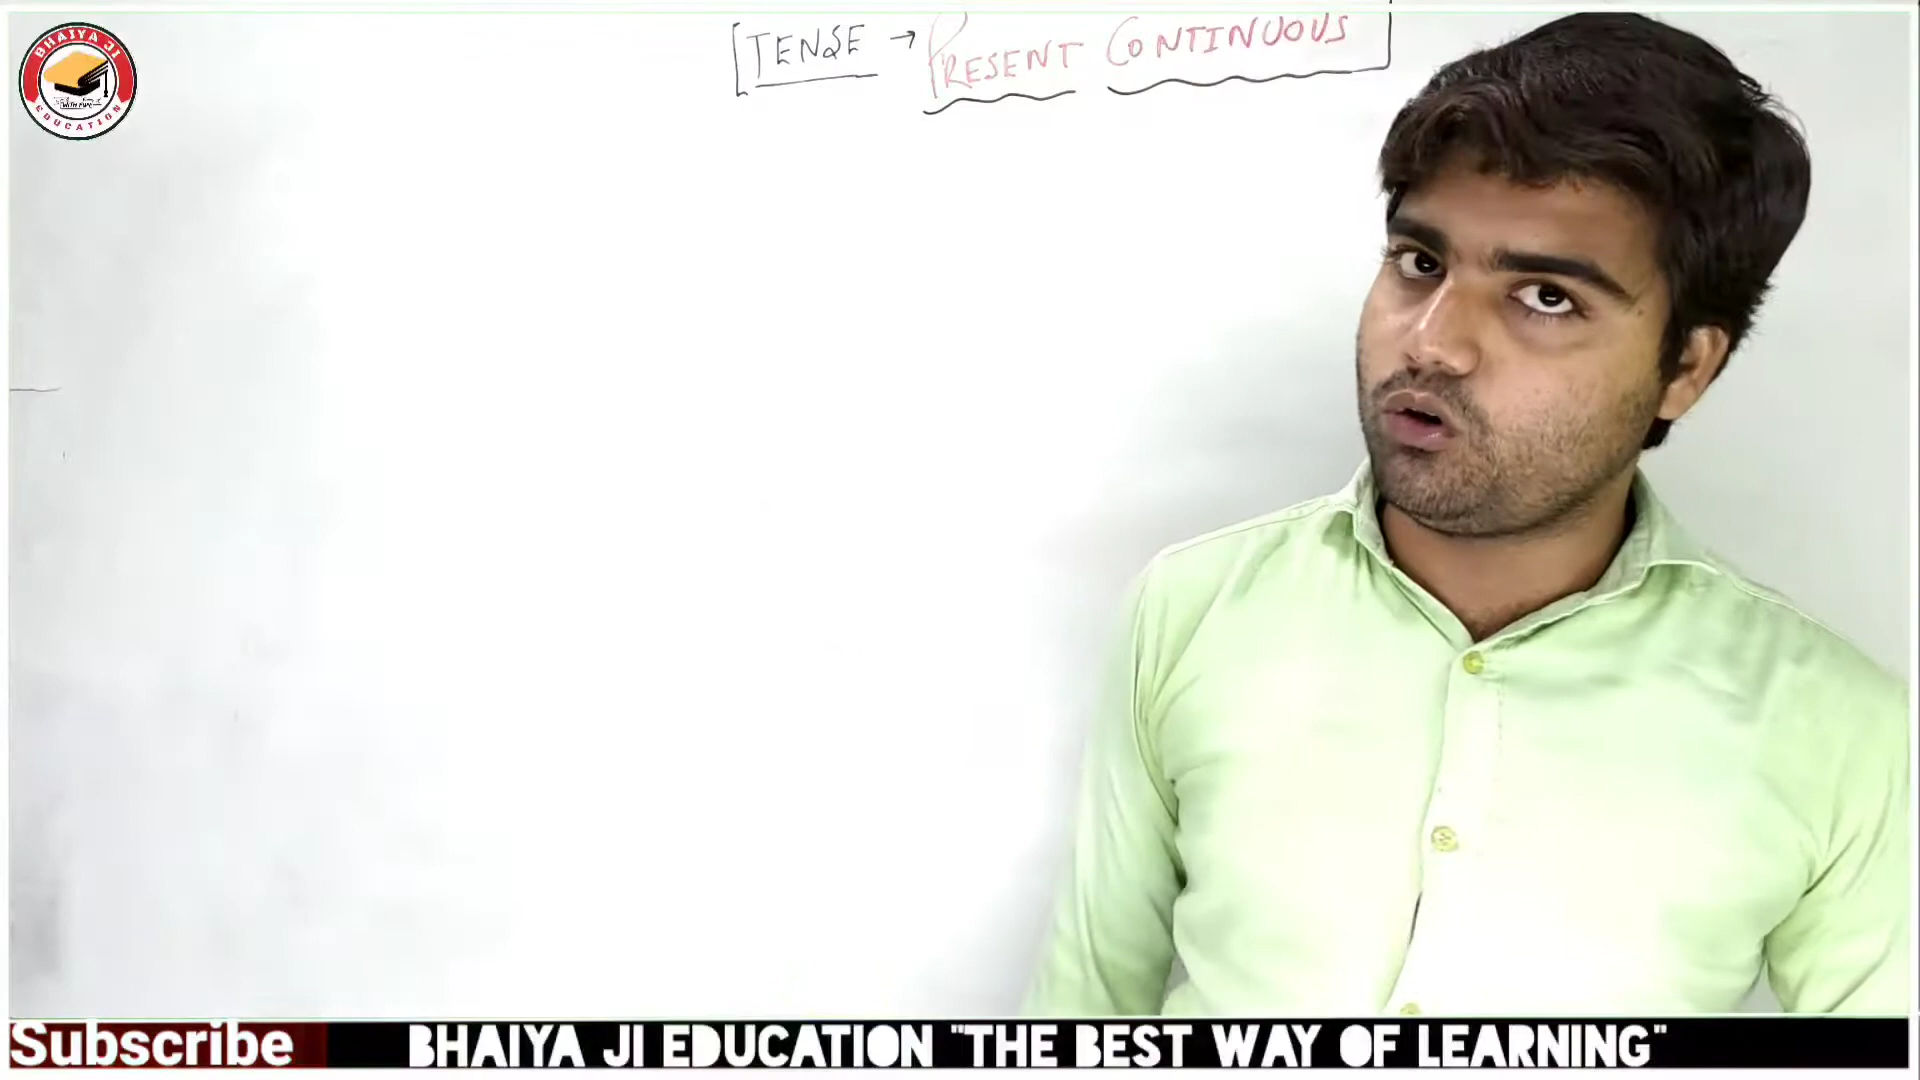 BHAIYA JI
EDUCATION
TENSE → PRESENT CONTINUOUS
Subscribe BHAIYA JI EDUCATION "THE BEST WAY OF LEARNING"